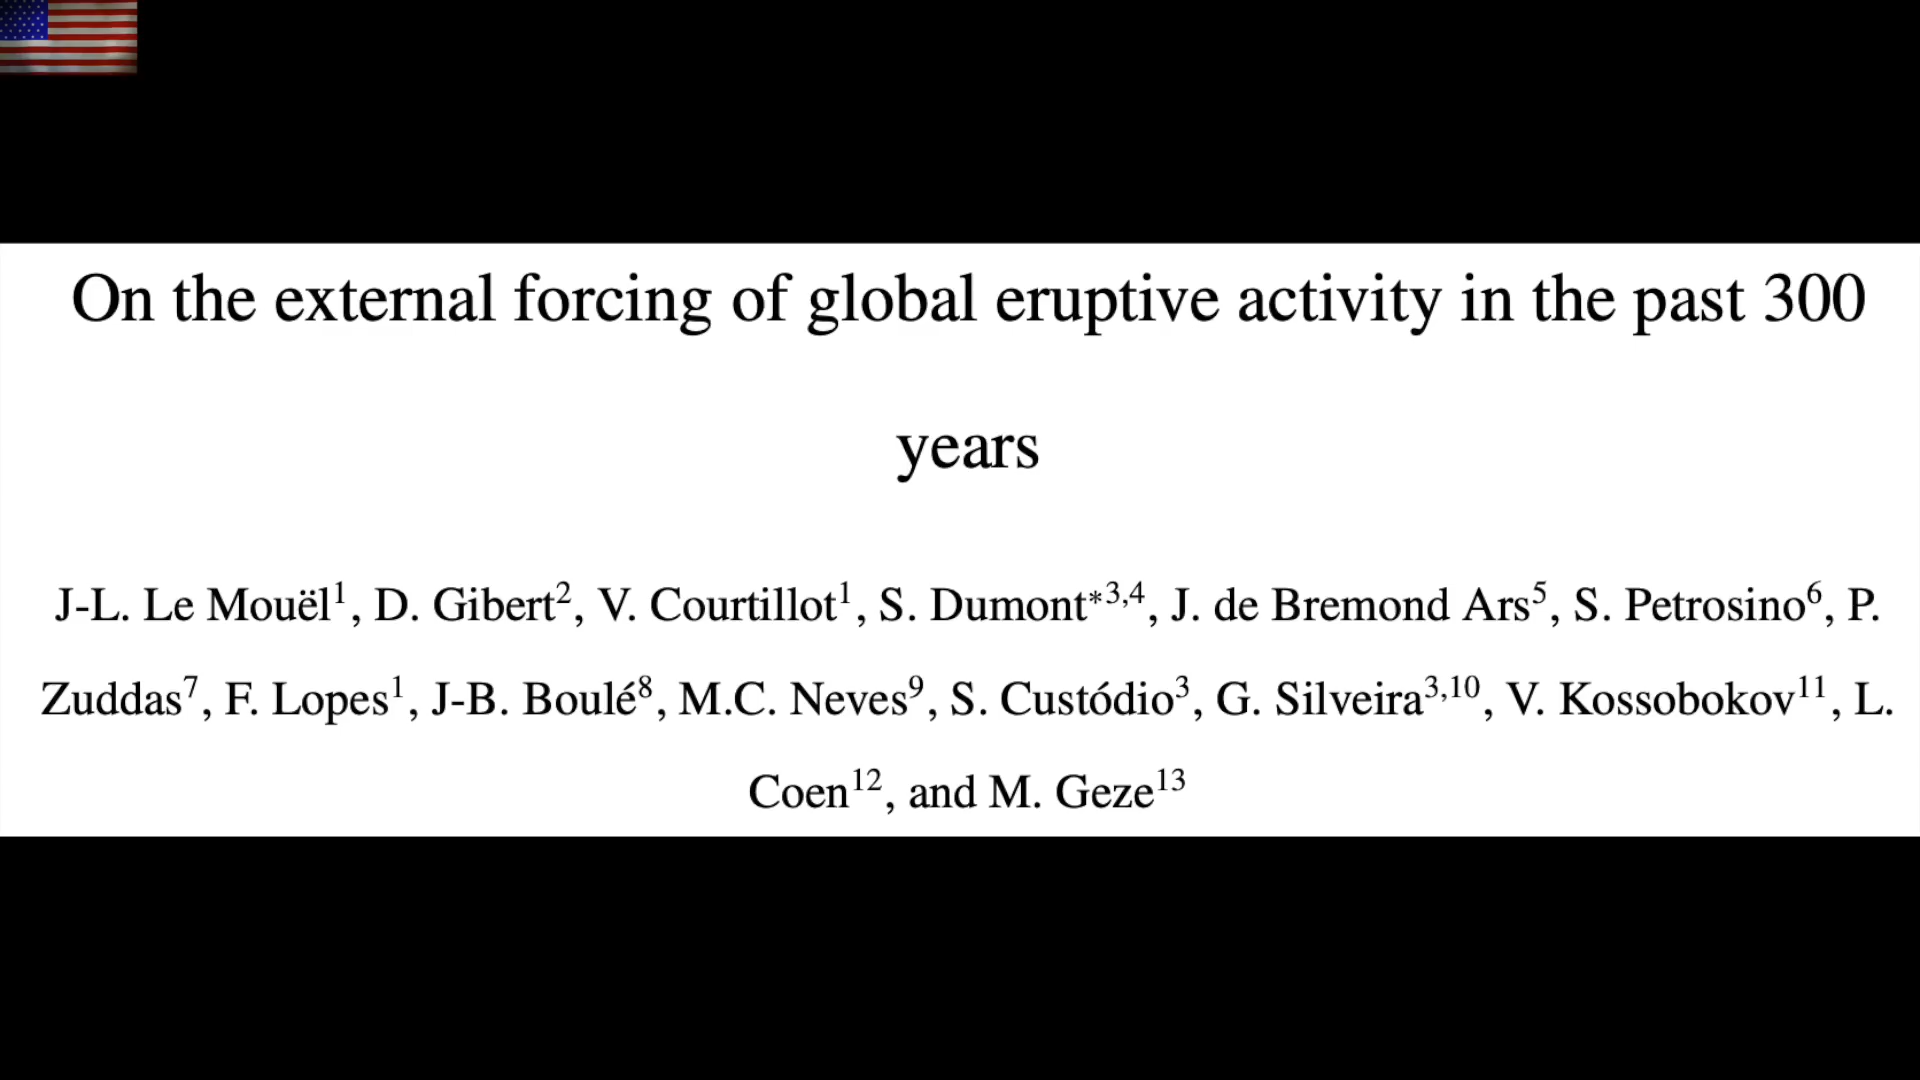 On the external forcing of global eruptive activity in the past 300
years
J-L. Le Mouël¹, D. Gibert², V. Courtillot¹, S. Dumont*³,⁴, J. de Bremond Ars⁵, S. Petrosino⁶, P.
Zuddas⁷, F. Lopes¹, J-B. Boulé⁸, M.C. Neves⁹, S. Custódio³, G. Silveira³,¹⁰, V. Kossobokov¹¹, L.
Coen¹², and M. Geze¹³